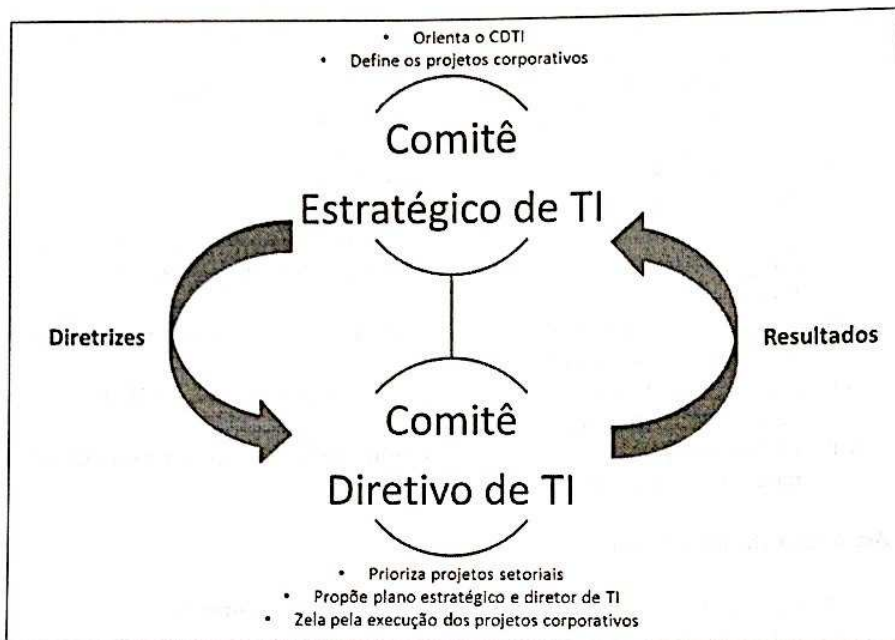 • Orienta o CDTI
• Define os projetos corporativos
Comitê
Estratégico de TI
Diretrizes
Resultados
Comitê
Diretivo de TI
• Prioriza projetos setoriais
• Propõe plano estratégico e diretor de TI
• Zela pela execução dos projetos corporativos